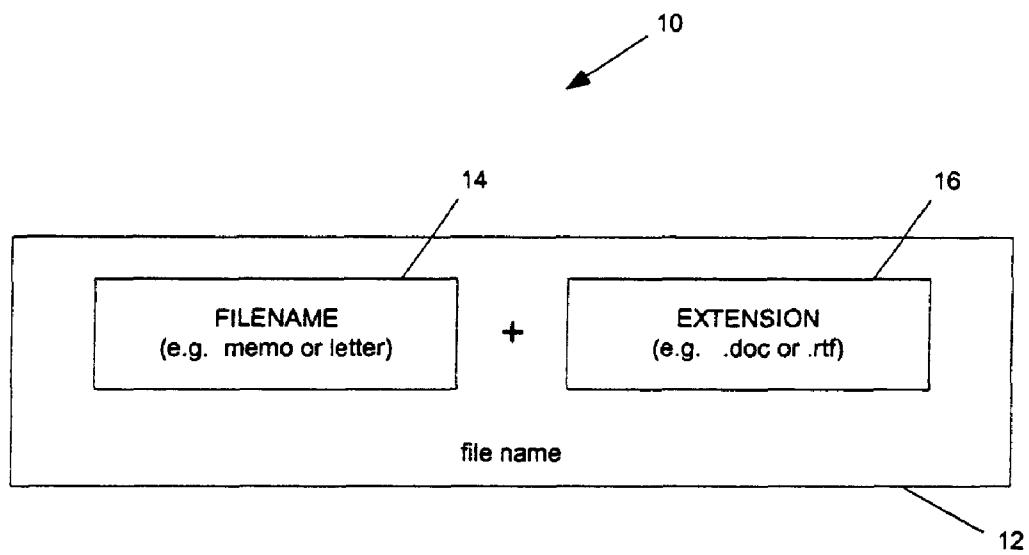 10
14
16
FILENAME
(e.g. memo or letter)
+
EXTENSION
(e.g. .doc or .rtf)
file name
12